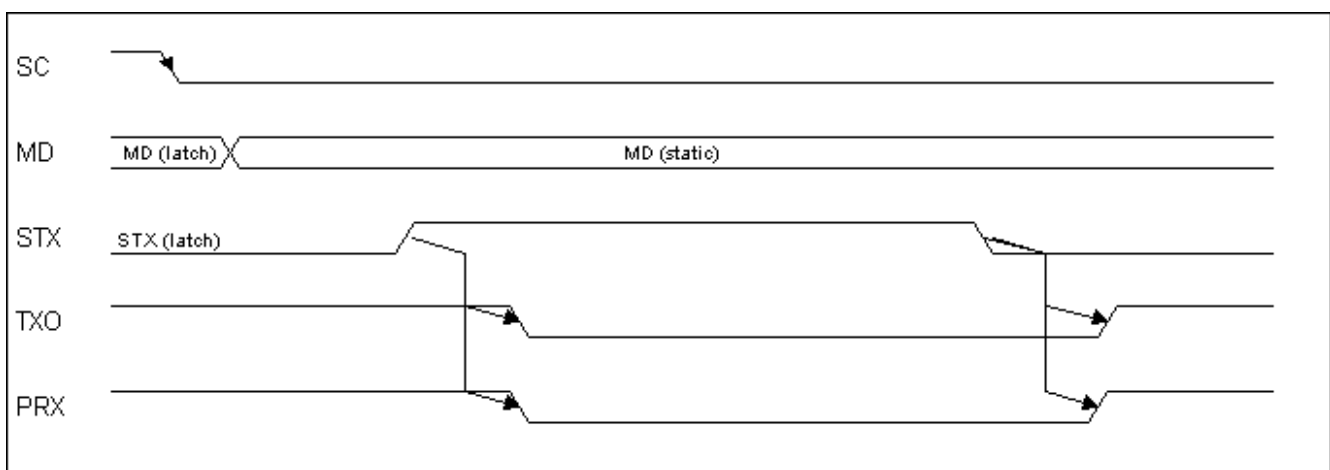 SC
MD MD (latch) MD (static)
STX STX (latch)
TXO
PRX